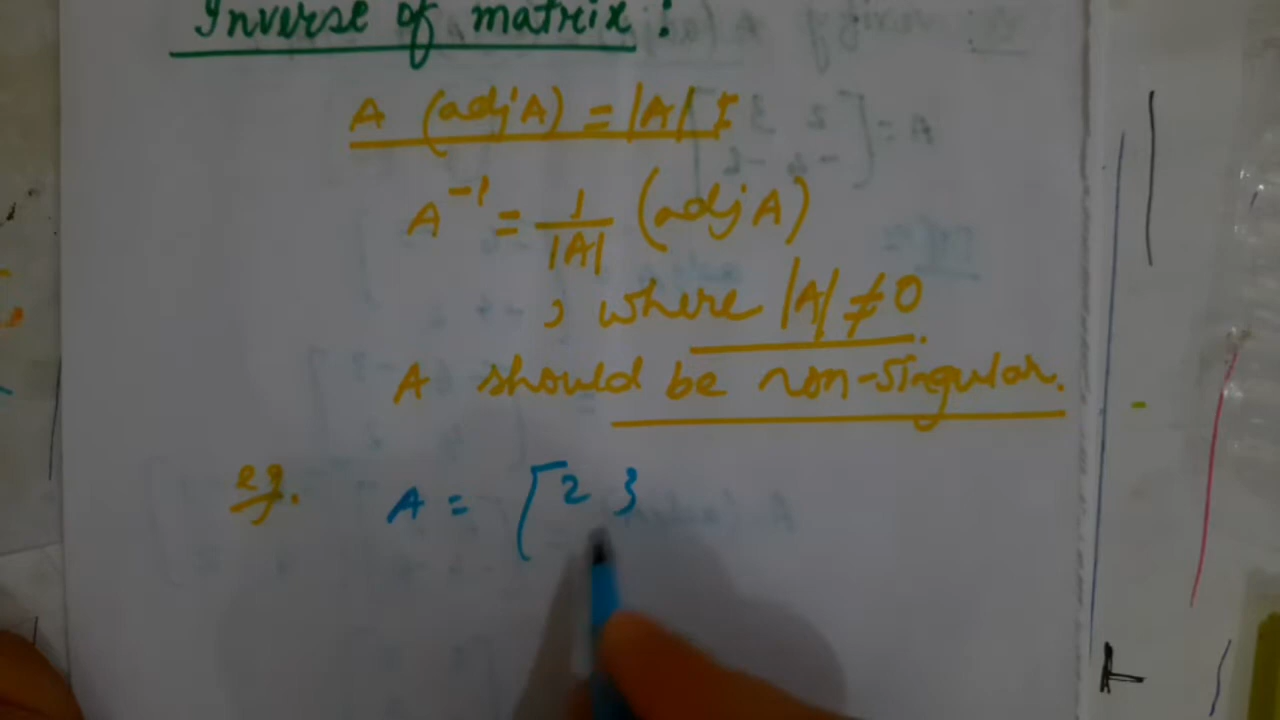 Inverse of matrix:
A (adj A) = |A| I
A⁻¹ = 1/|A| (adj A)
, where |A| ≠ 0.
A should be non-singular.
eg. A = [2 3